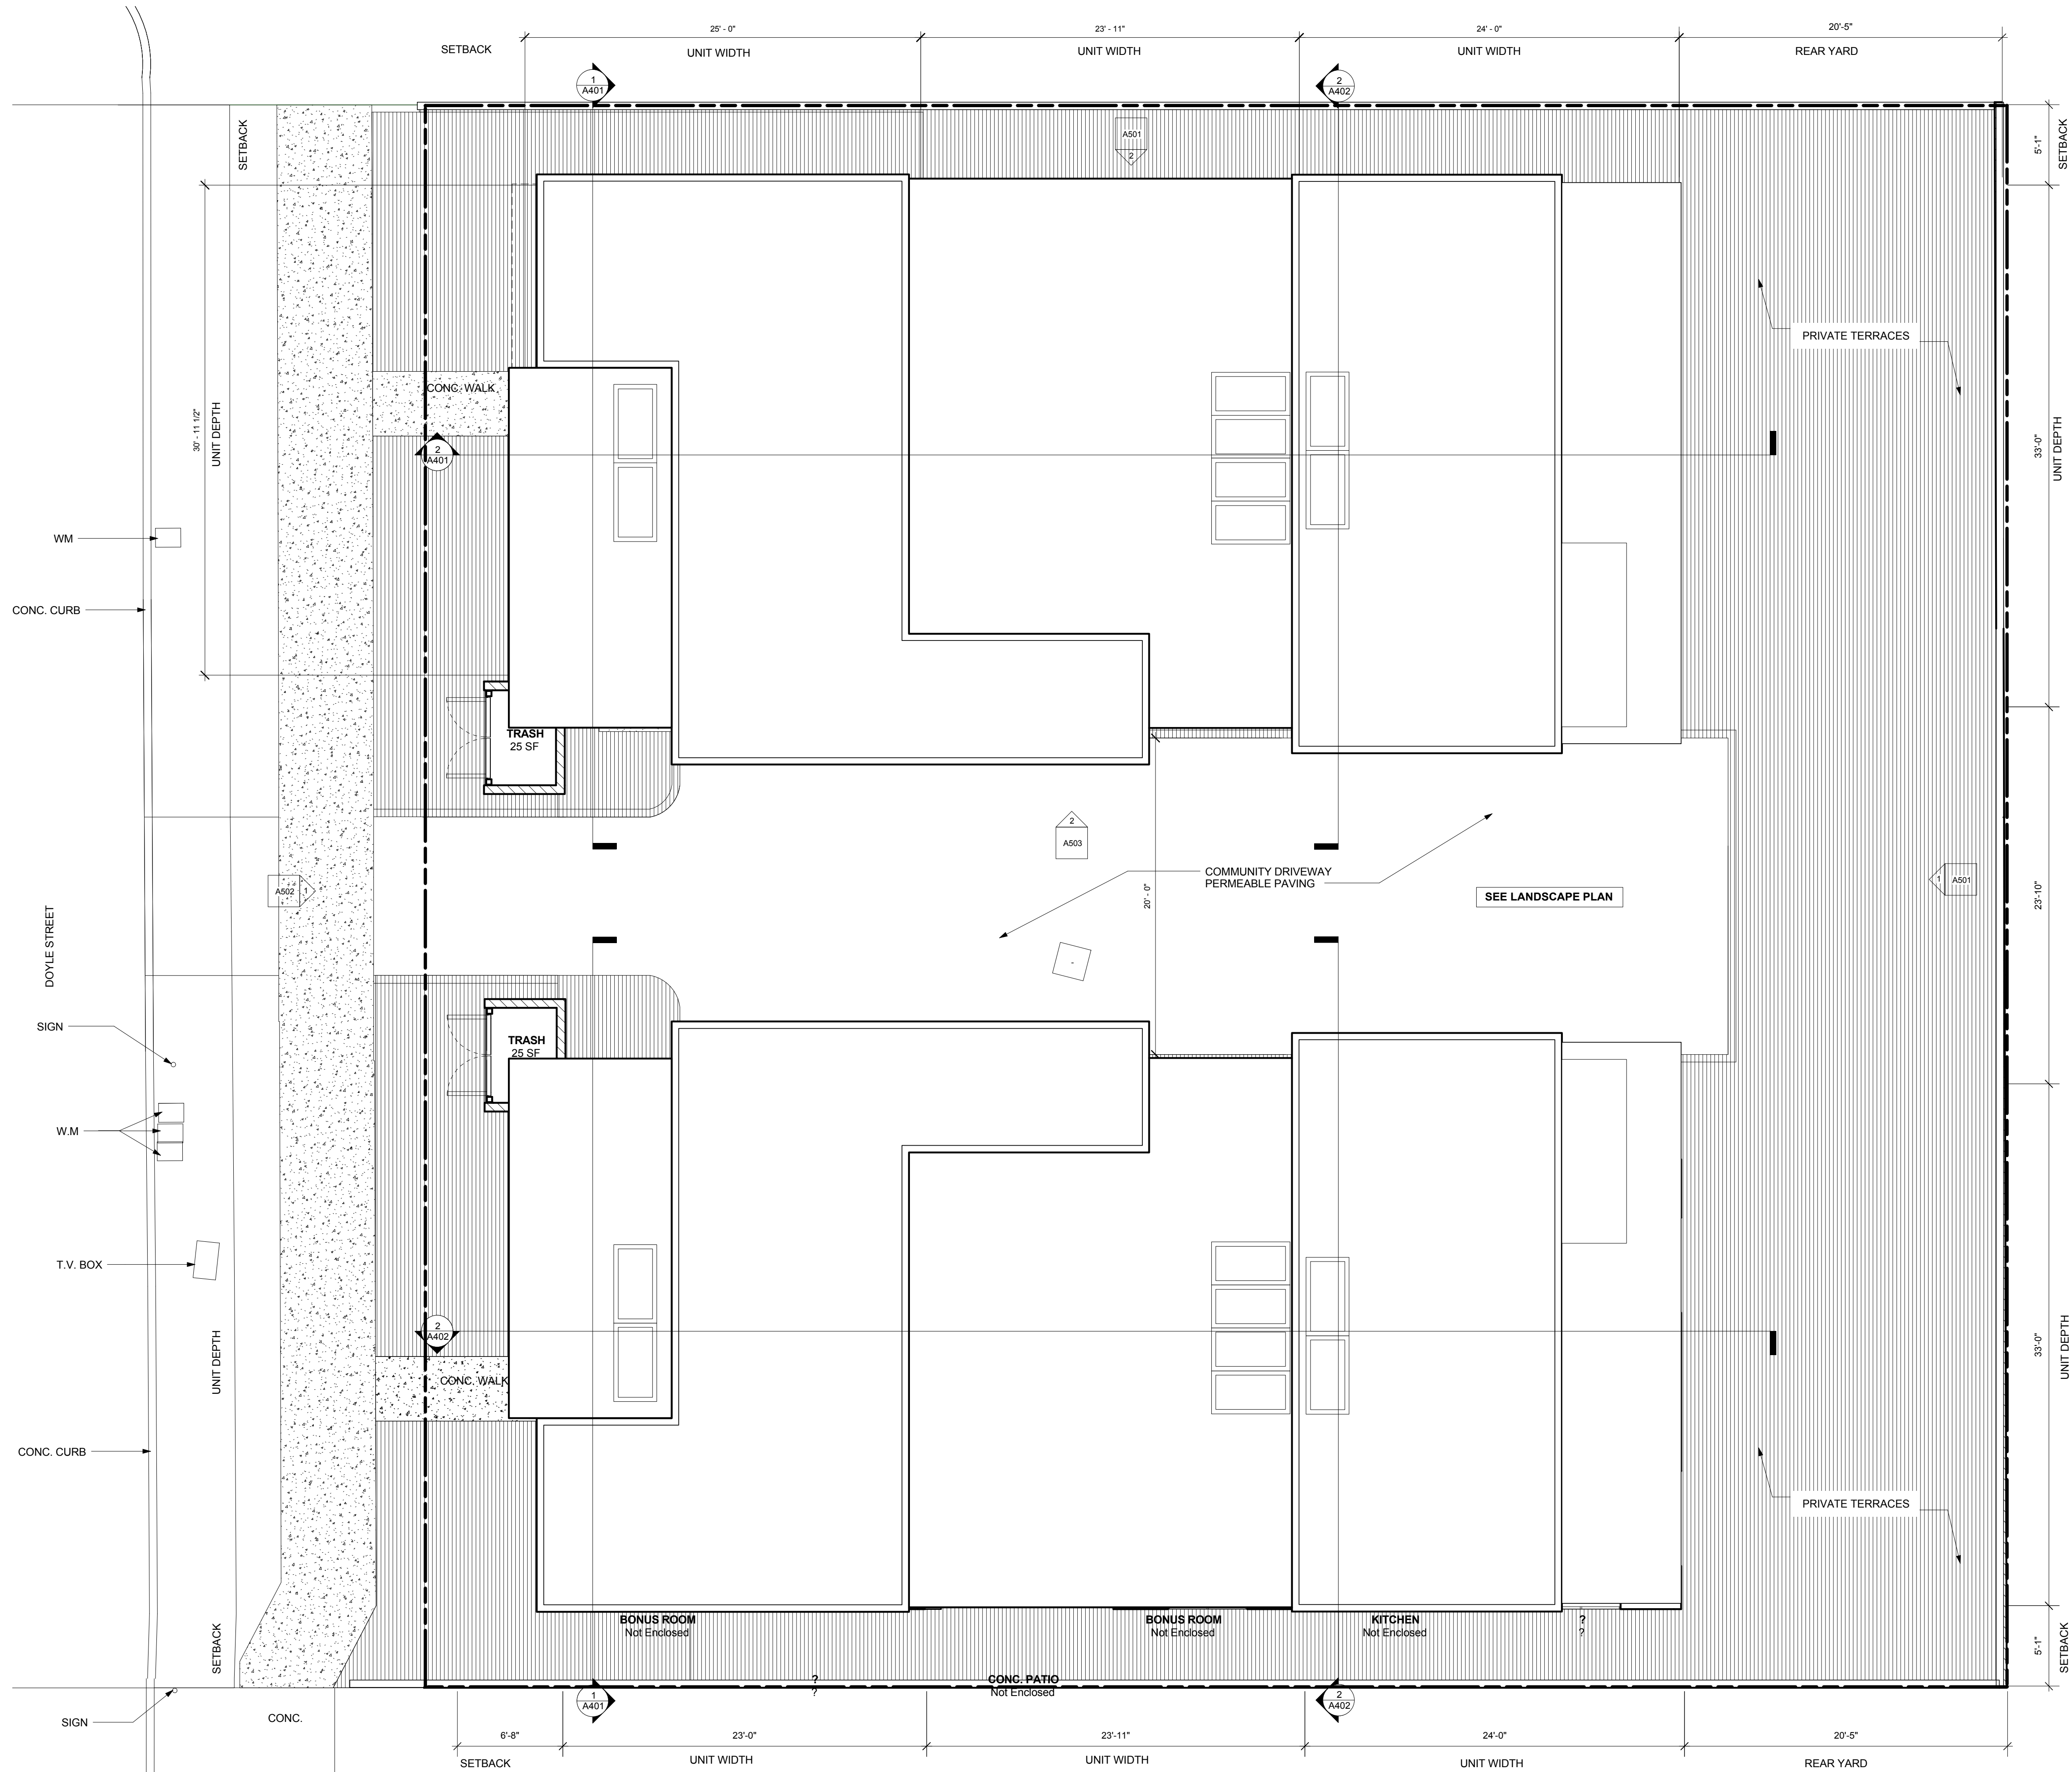 25' - 0"
23' - 11"
24' - 0"
20'-5"
SETBACK
UNIT WIDTH
UNIT WIDTH
UNIT WIDTH
REAR YARD
1
A401
2
A402
SETBACK
A501
2
5'-1"
SETBACK
PRIVATE TERRACES
CONC. WALK
30' - 11 1/2"
UNIT DEPTH
2
A401
33'-0"
UNIT DEPTH
WM
CONC. CURB
TRASH
25 SF
2
A503
COMMUNITY DRIVEWAY
PERMEABLE PAVING
20' - 0"
SEE LANDSCAPE PLAN
A502
1
1
A501
23'-10"
DOYLE STREET
-
SIGN
TRASH
25 SF
W.M
T.V. BOX
2
A402
UNIT DEPTH
CONC. WALK
33'-0"
UNIT DEPTH
CONC. CURB
PRIVATE TERRACES
BONUS ROOM
Not Enclosed
BONUS ROOM
Not Enclosed
KITCHEN
Not Enclosed
?
?
SETBACK
5'-1"
SETBACK
?
?
CONC. PATIO
Not Enclosed
1
A401
2
A402
SIGN
CONC.
6'-8"
23'-0"
23'-11"
24'-0"
20'-5"
SETBACK
UNIT WIDTH
UNIT WIDTH
UNIT WIDTH
REAR YARD